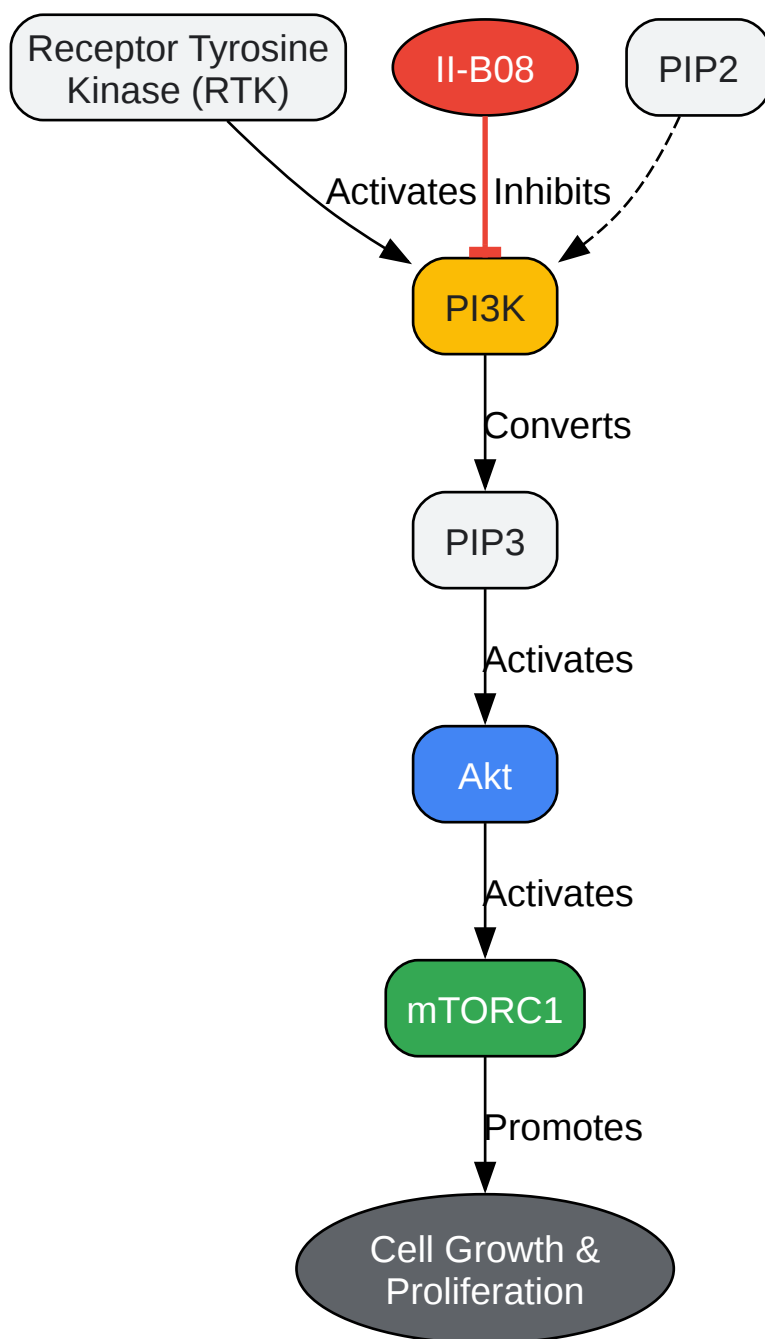 Receptor Tyrosine
Kinase (RTK)
II-B08
PIP2
Activates
Inhibits
PI3K
Converts
PIP3
Activates
Akt
Activates
mTORC1
Promotes
Cell Growth &
Proliferation